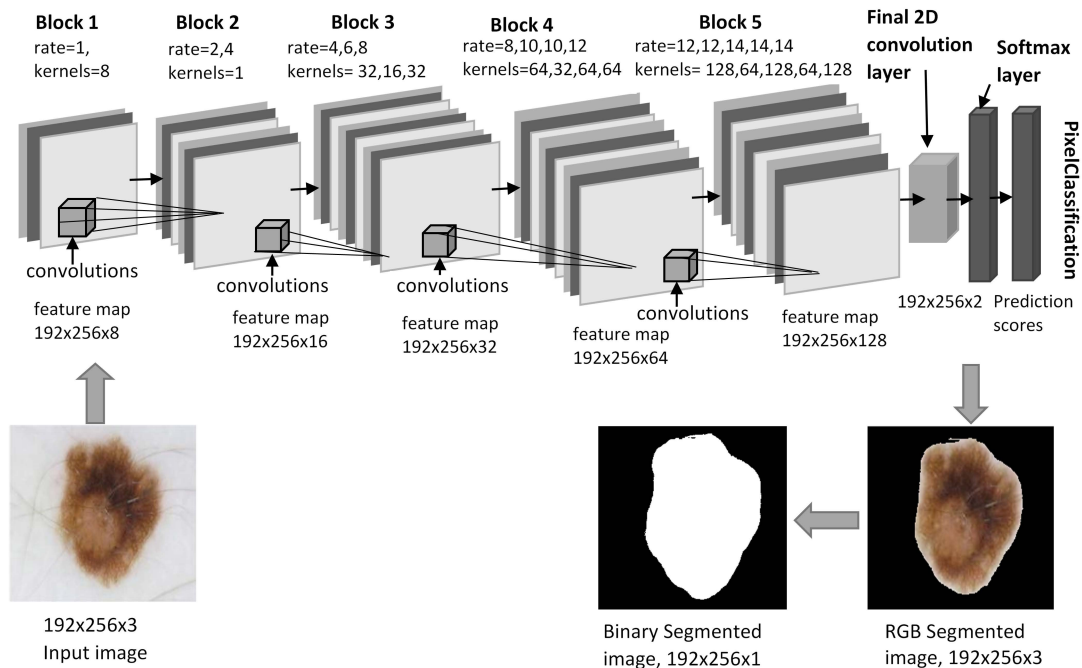 Block 1
rate=1,
kernels=8
Block 2
rate=2,4
kernels=1
Block 3
rate=4,6,8
kernels= 32,16,32
Block 4
rate=8,10,10,12
kernels=64,32,64,64
Block 5
rate=12,12,14,14,14
kernels= 128,64,128,64,128
Final 2D
convolution
layer
Softmax
layer
PixelClassification
convolutions
convolutions
convolutions
convolutions
feature map
192x256x8
feature map
192x256x16
feature map
192x256x32
feature map
192x256x64
feature map
192x256x128
192x256x2
Prediction
scores
192x256x3
Input image
Binary Segmented
image, 192x256x1
RGB Segmented
image, 192x256x3